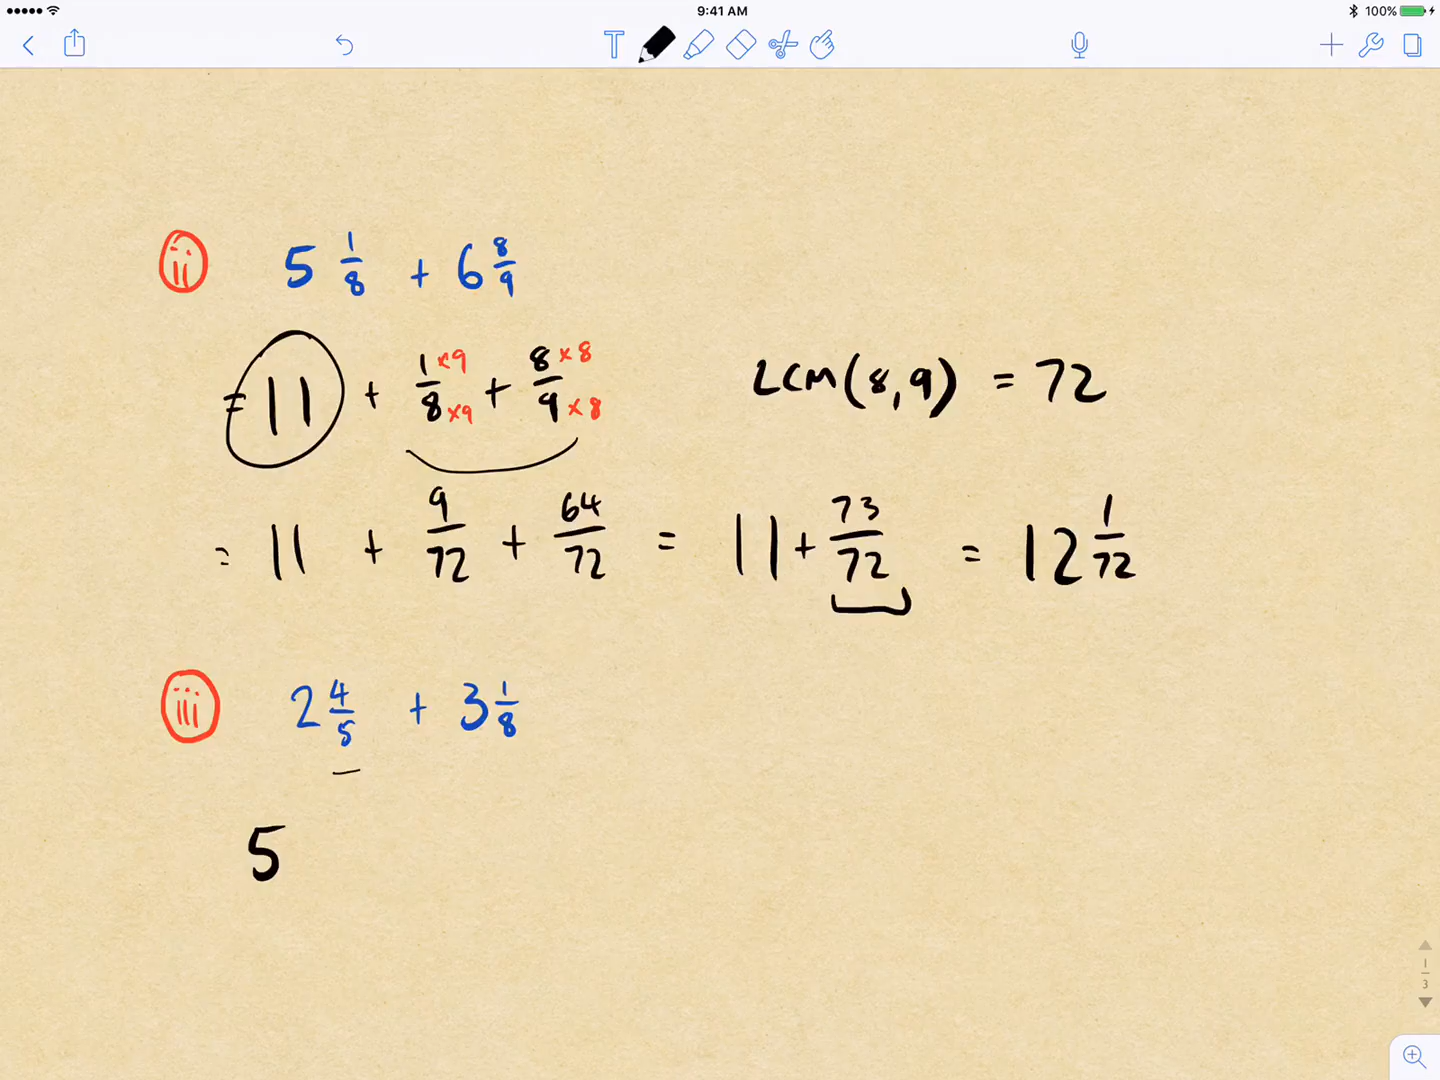 9:41 AM
100%
T
ii 5 1/8 + 6 8/9
= 11 + 1×9/8×9 + 8×8/9×8
LCM(8,9) = 72
= 11 + 9/72 + 64/72 = 11 + 73/72 = 12 1/72
iii 2 4/5 + 3 1/8
5
1
3